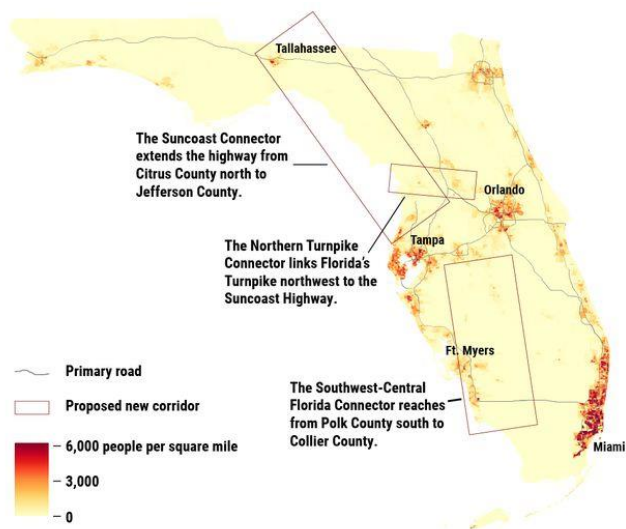 Tallahassee
The Suncoast Connector
extends the highway from
Citrus County north to
Jefferson County.
Orlando
Tampa
The Northern Turnpike
Connector links Florida's
Turnpike northwest to the
Suncoast Highway.
Ft. Myers
The Southwest-Central
Florida Connector reaches
from Polk County south to
Collier County.
Miami
Primary road
Proposed new corridor
6,000 people per square mile
3,000
0